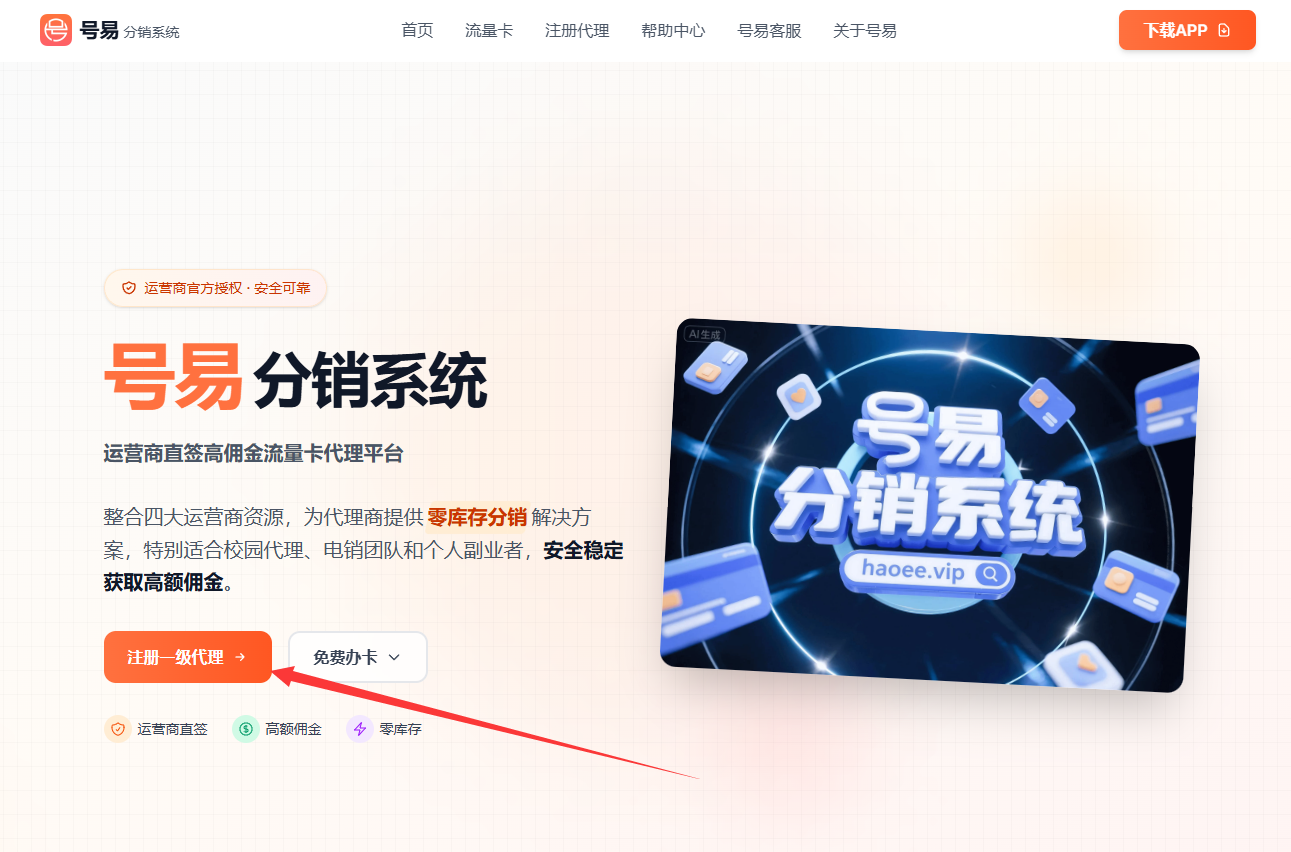 号易 分销系统
首页 流量卡 注册代理 帮助中心 号易客服 关于号易
下载APP
运营商官方授权 · 安全可靠
号易 分销系统
运营商直签高佣金流量卡代理平台
整合四大运营商资源，为代理商提供 零库存分销 解决方
案，特别适合校园代理、电销团队和个人副业者，安全稳定
获取高额佣金。
注册一级代理 →
免费办卡
运营商直签 高额佣金 零库存
AI生成
号易
分销系统
haoee.vip